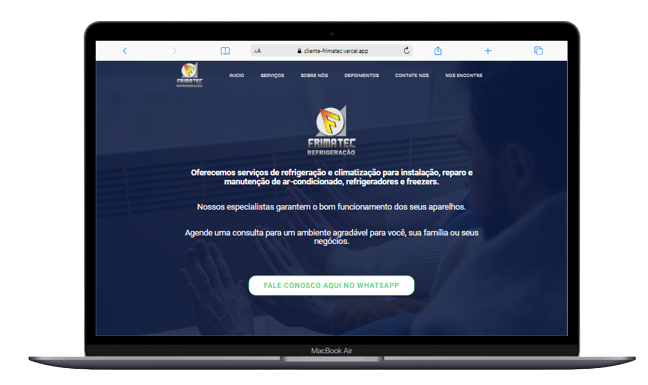 AA cliente-frimatec.vercel.app
FRIMATEC
REFRIGERAÇÃO
INICIO SERVIÇOS SOBRE NÓS DEPOIMENTOS CONTATE NOS NOS ENCONTRE
FRIMATEC
REFRIGERAÇÃO
Oferecemos serviços de refrigeração e climatização para instalação, reparo e
manutenção de ar-condicionado, refrigeradores e freezers.
Nossos especialistas garantem o bom funcionamento dos seus aparelhos.
Agende uma consulta para um ambiente agradável para você, sua família ou seus
negócios.
FALE CONOSCO AQUI NO WHATSAPP
MacBook Air